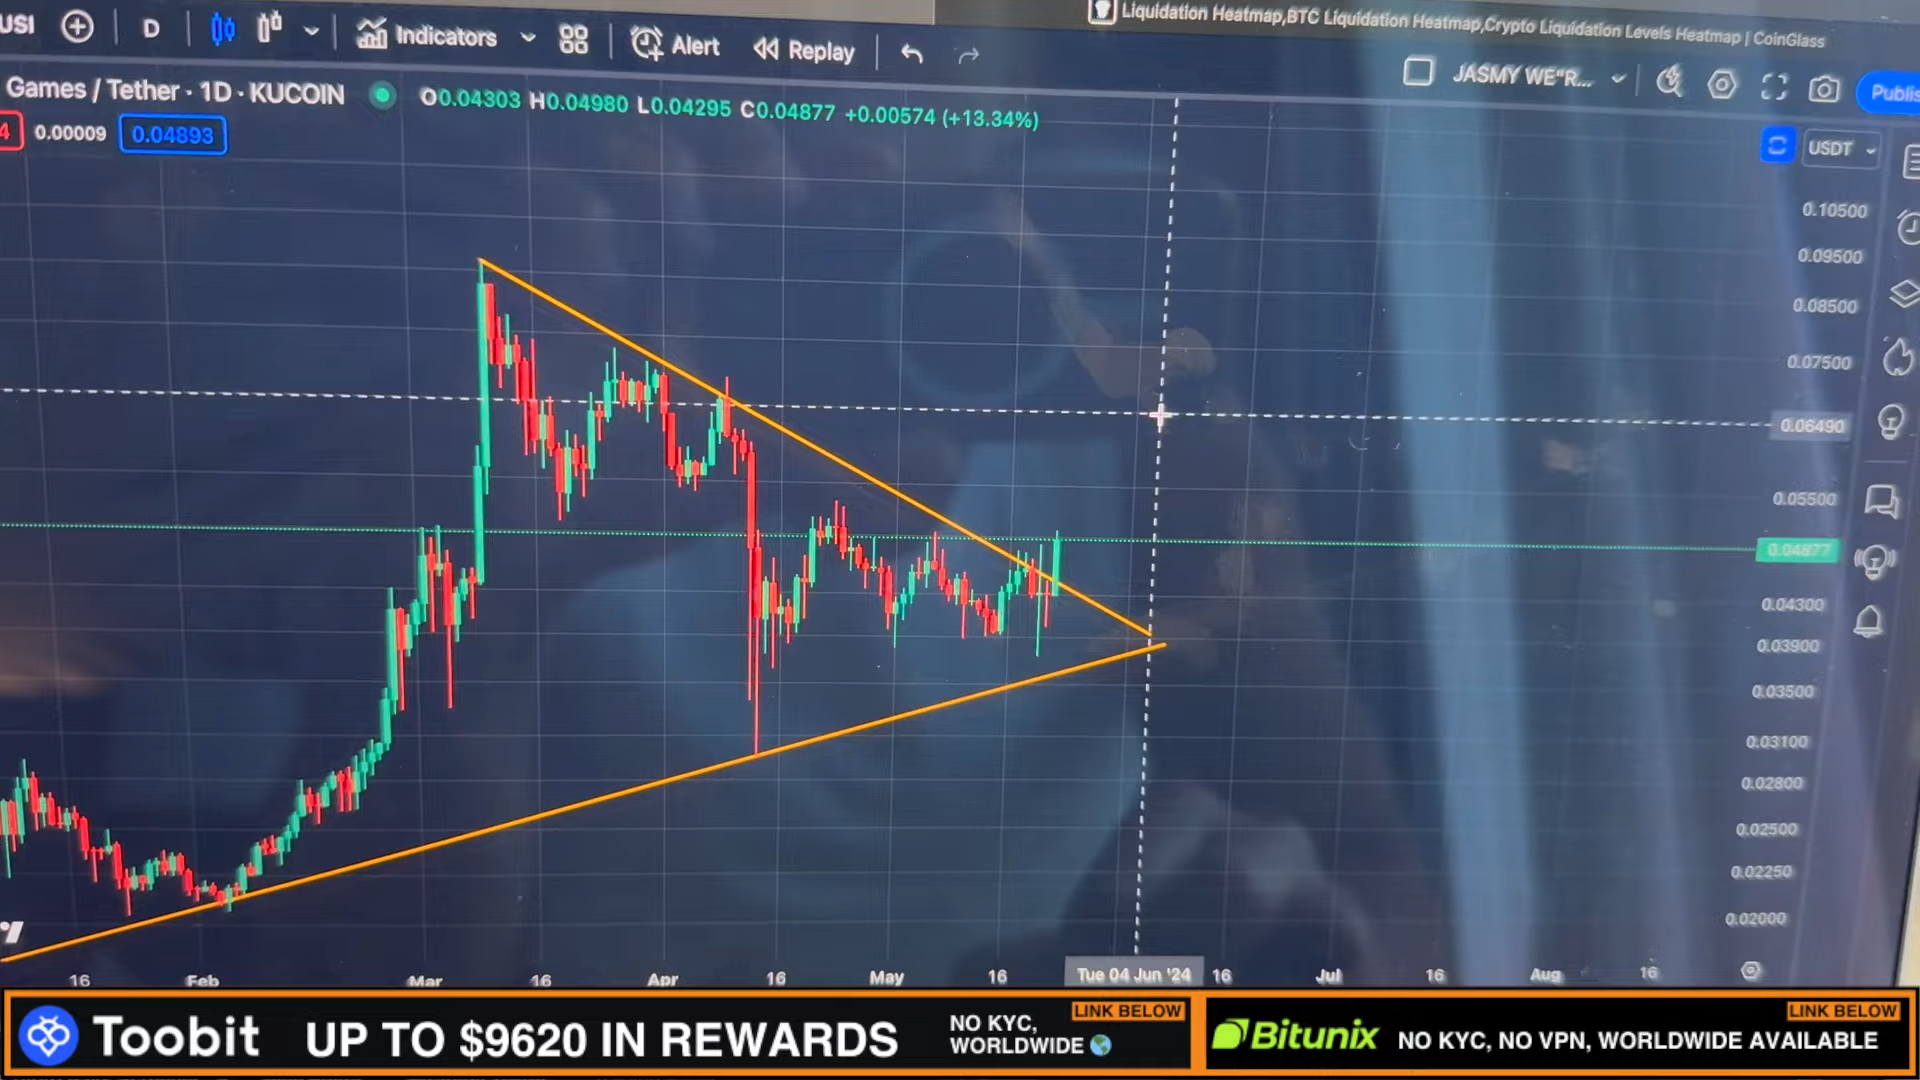 USI D Indicators Alert Replay
Liquidation Heatmap,BTC Liquidation Heatmap,Crypto Liquidation Levels Heatmap | CoinGlass
JASMY WE"R... Publis
Games / Tether · 1D · KUCOIN O0.04303 H0.04980 L0.04295 C0.04877 +0.00574 (+13.34%)
4 0.00009 0.04893
USDT
0.10500
0.09500
0.08500
0.07500
0.06490
0.05500
0.04877
0.04300
0.03900
0.03500
0.03100
0.02800
0.02500
0.02250
0.02000
16 Feb Mar 16 Apr 16 May 16 Tue 04 Jun '24 16 Jul 16 Aug 16
Toobit UP TO $9620 IN REWARDS
NO KYC,
WORLDWIDE
LINK BELOW
Bitunix NO KYC, NO VPN, WORLDWIDE AVAILABLE
LINK BELOW